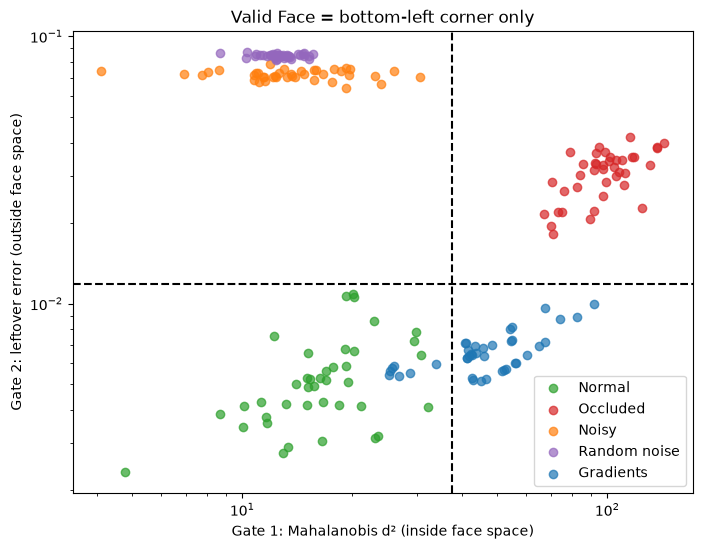 Valid Face = bottom-left corner only
10⁻¹
10⁻²
Gate 2: leftover error (outside face space)
Normal
Occluded
Noisy
Random noise
Gradients
10¹
10²
Gate 1: Mahalanobis d² (inside face space)